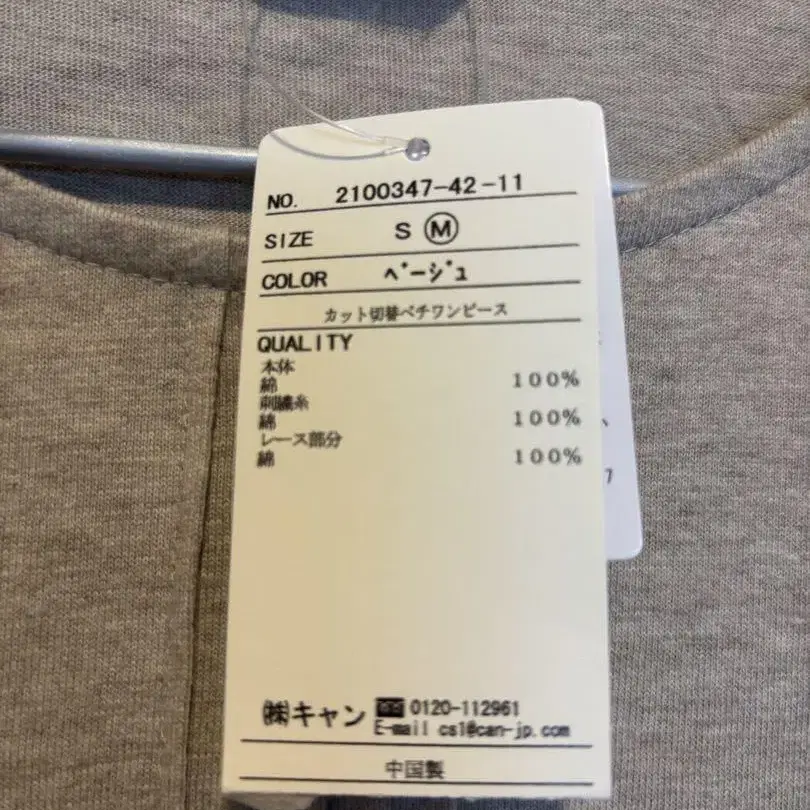 NO. 2100347-42-11
SIZE S Ⓜ
COLOR ﾍﾞｰｼﾞｭ
カット切替ペチワンピース
QUALITY
本体
綿 100%
刺繍糸
綿 100%
レース部分
綿 100%
㈱キャン 0120-112961
E-mail cs1@can-jp.com
中国製